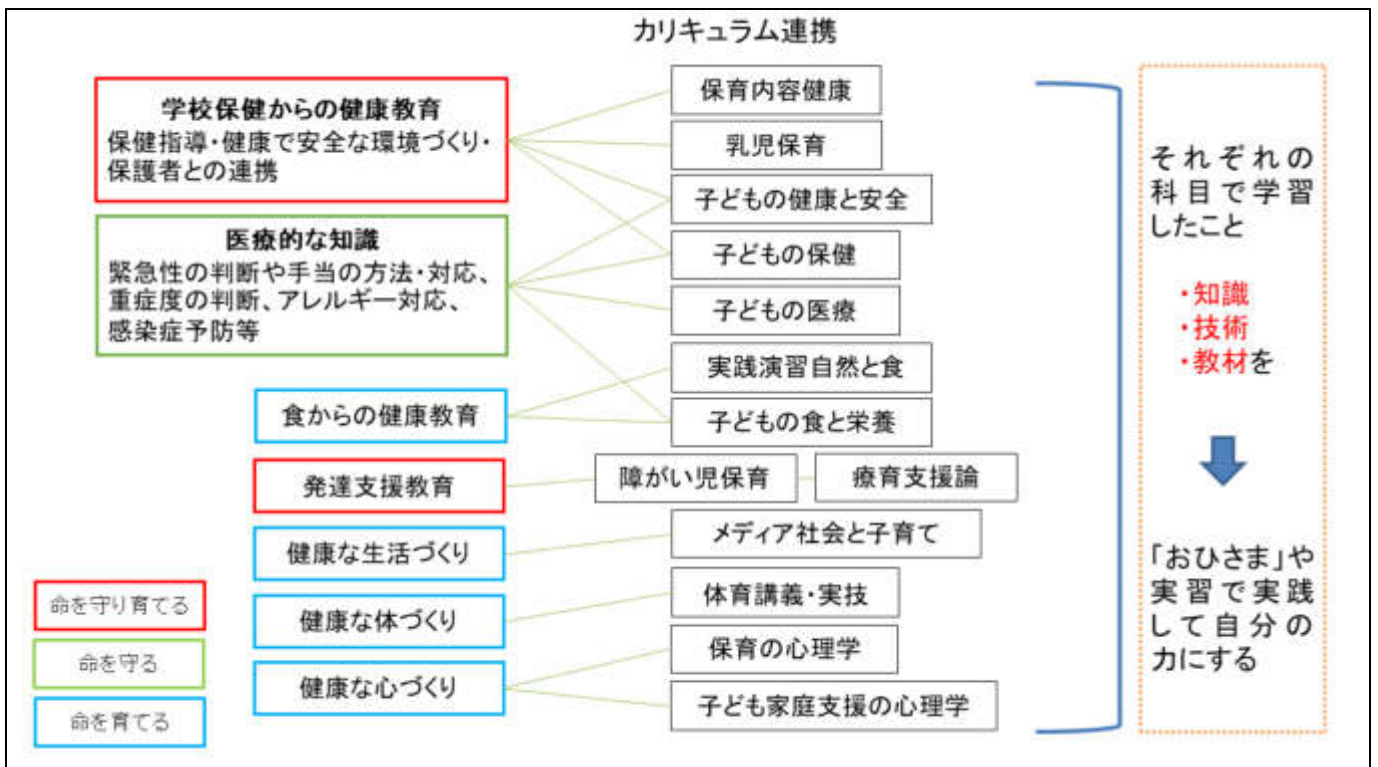 カリキュラム連携
学校保健からの健康教育
保健指導・健康で安全な環境づくり・
保護者との連携
医療的な知識
緊急性の判断や手当の方法・対応、
重症度の判断、アレルギー対応、
感染症予防等
食からの健康教育
発達支援教育
健康な生活づくり
健康な体づくり
健康な心づくり
命を守り育てる
命を守る
命を育てる
保育内容健康
乳児保育
子どもの健康と安全
子どもの保健
子どもの医療
実践演習自然と食
子どもの食と栄養
障がい児保育
療育支援論
メディア社会と子育て
体育講義・実技
保育の心理学
子ども家庭支援の心理学
それぞれの
科目で学習
したこと
・知識
・技術
・教材を
「おひさま」や
実習で実践
して自分の
力にする